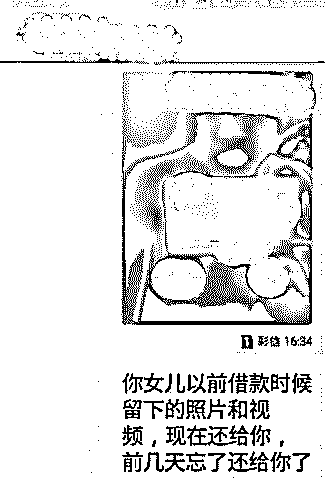 1 彩信 16:34
你女儿以前借款时候
留下的照片和视
频，现在还给你，
前几天忘了还给你了